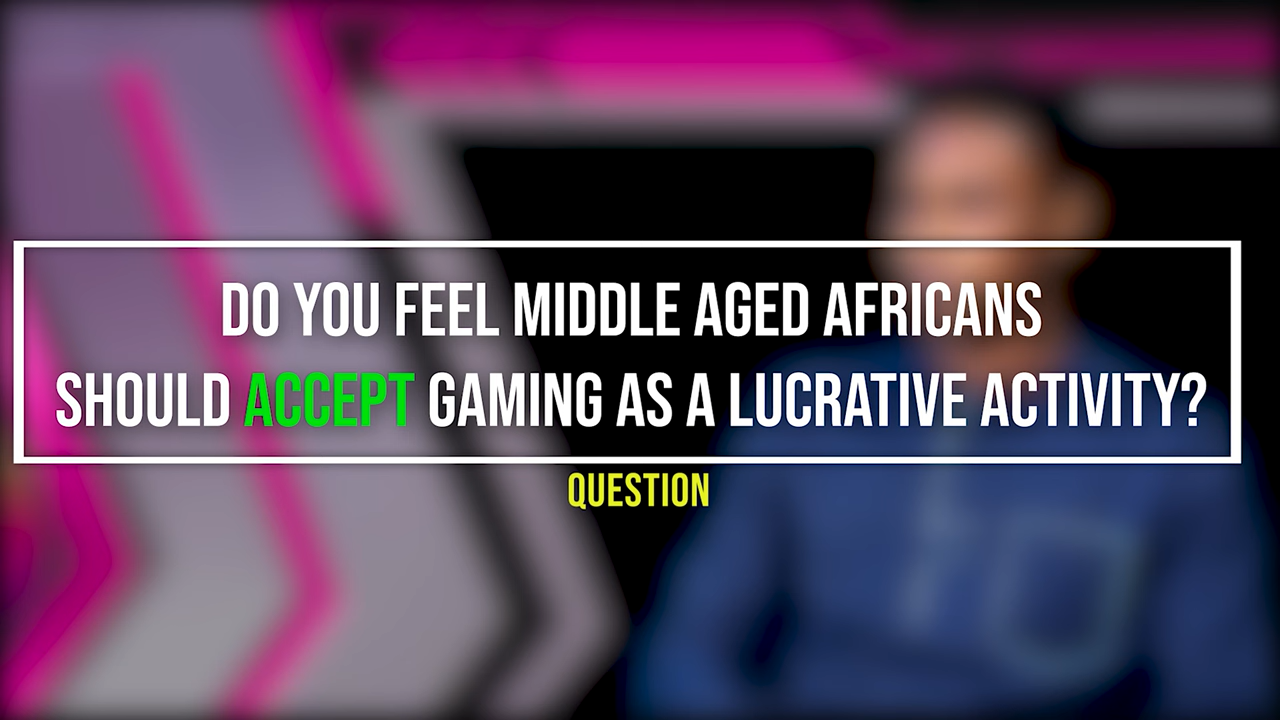 DO YOU FEEL MIDDLE AGED AFRICANS
SHOULD ACCEPT GAMING AS A LUCRATIVE ACTIVITY?
QUESTION